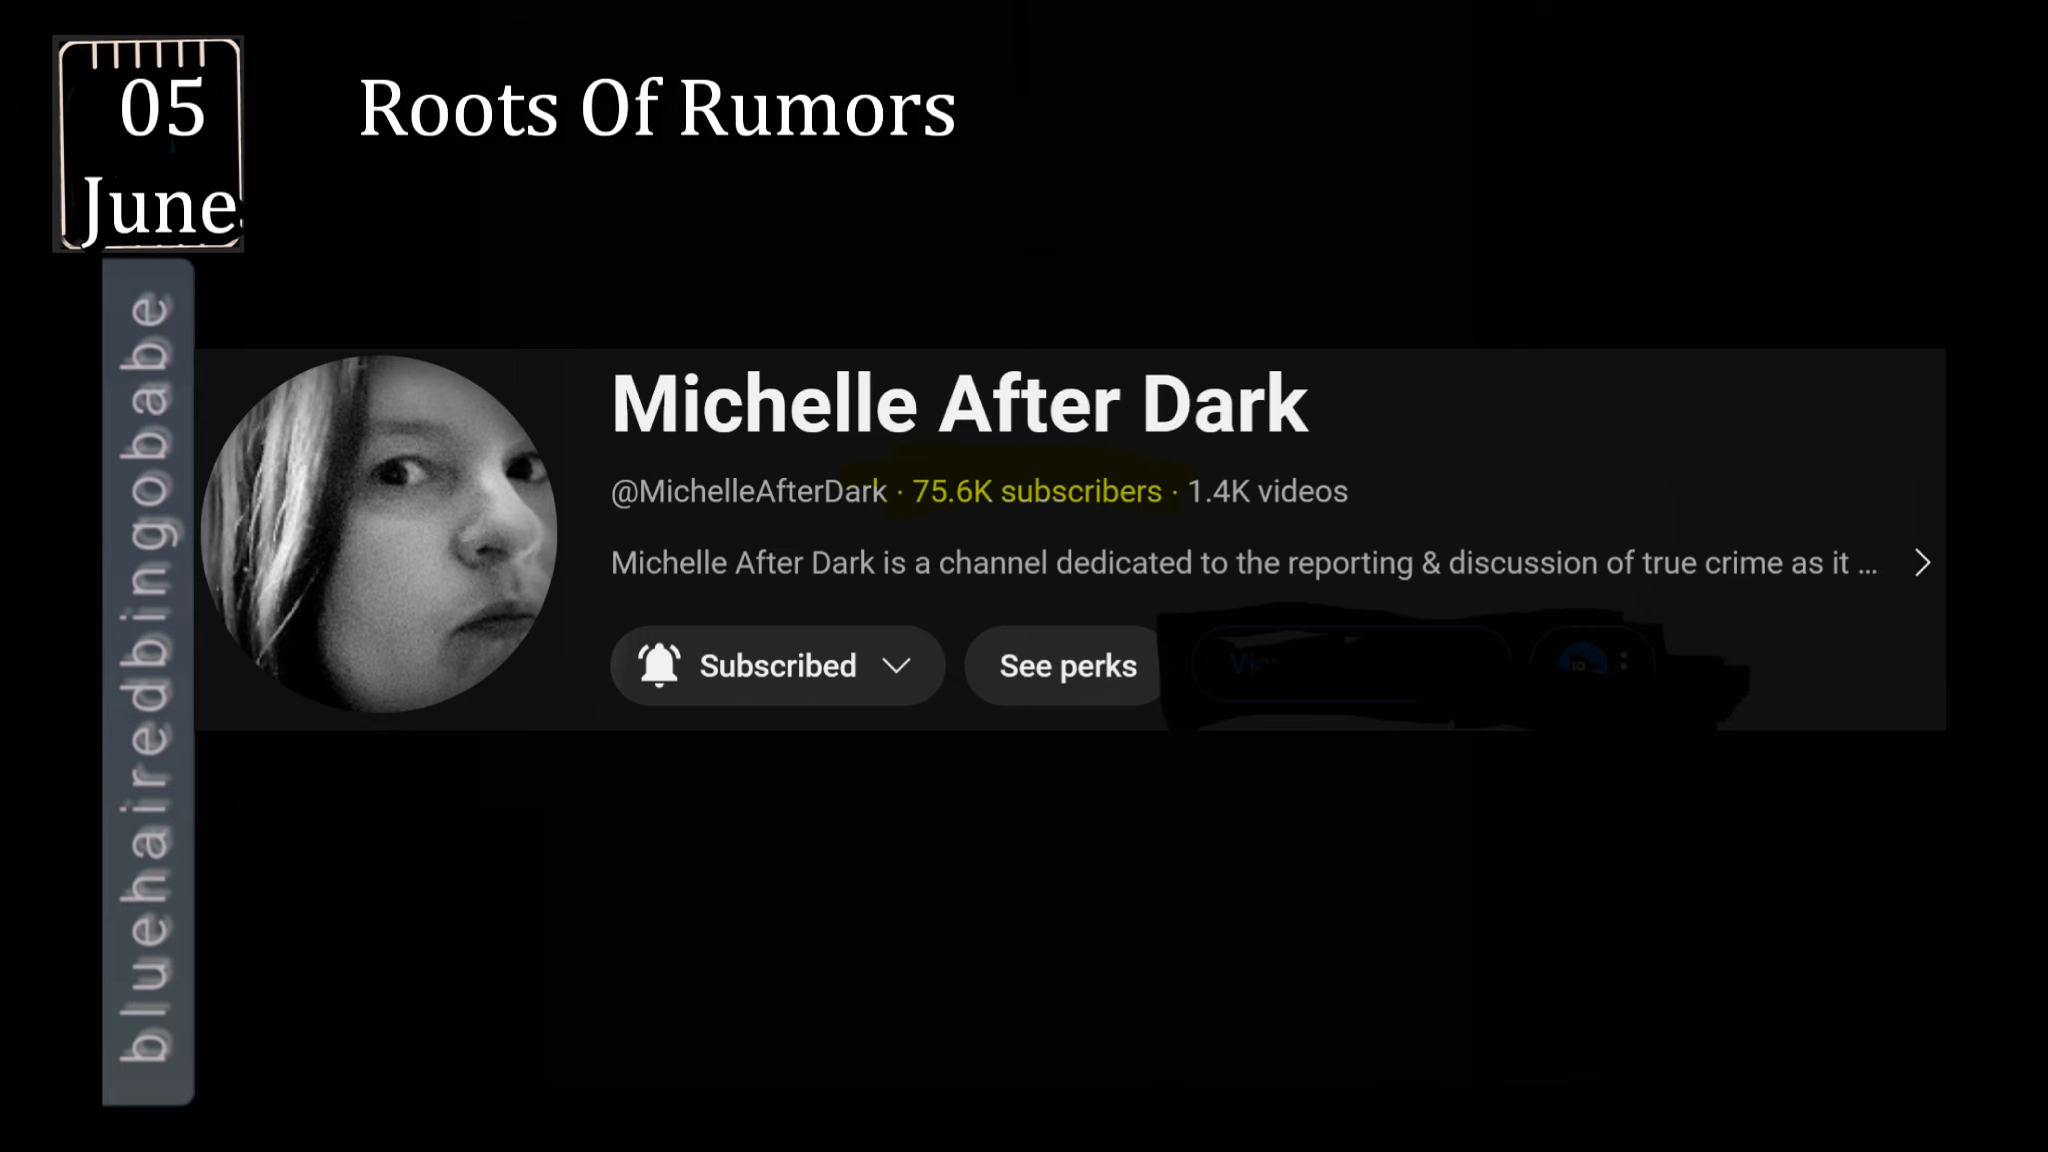 05
June
Roots Of Rumors
bluehairedbingobabe
Michelle After Dark
@MichelleAfterDark · 75.6K subscribers · 1.4K videos
Michelle After Dark is a channel dedicated to the reporting & discussion of true crime as it ...
Subscribed
See perks